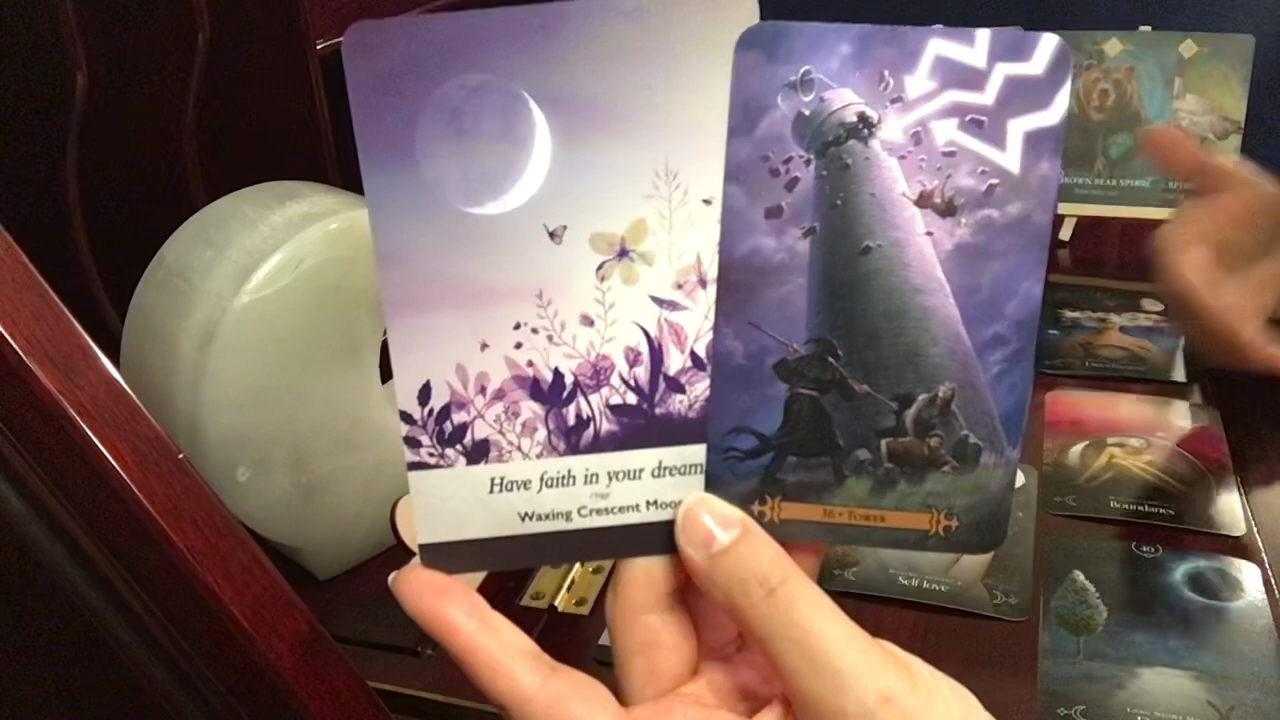 Have faith in your dream
Waxing Crescent Moo
16 • TOWER
BROWN BEAR SPIRIT
Self-love
Boundaries
40